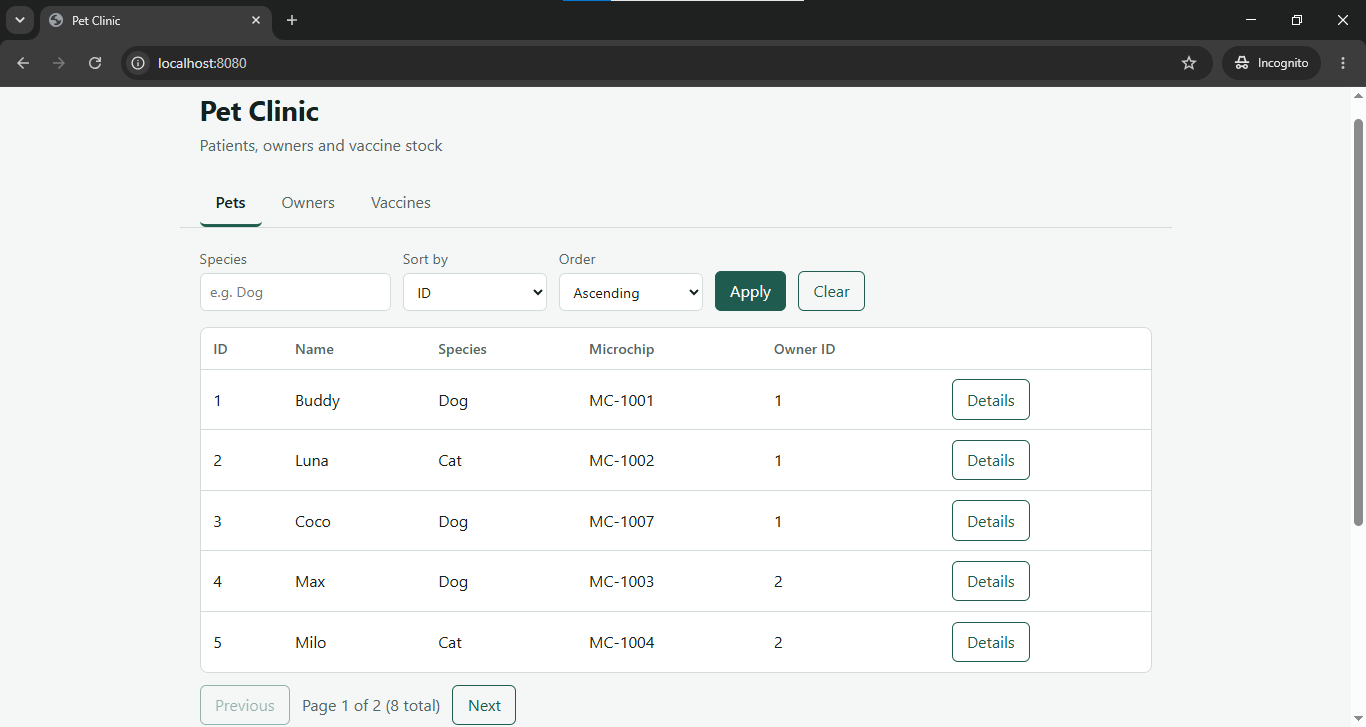 Pet Clinic
localhost:8080
Incognito
Pet Clinic
Patients, owners and vaccine stock
Pets Owners Vaccines
Species Sort by Order
e.g. Dog ID Ascending Apply Clear
ID Name Species Microchip Owner ID
1 Buddy Dog MC-1001 1 Details
2 Luna Cat MC-1002 1 Details
3 Coco Dog MC-1007 1 Details
4 Max Dog MC-1003 2 Details
5 Milo Cat MC-1004 2 Details
Previous Page 1 of 2 (8 total) Next